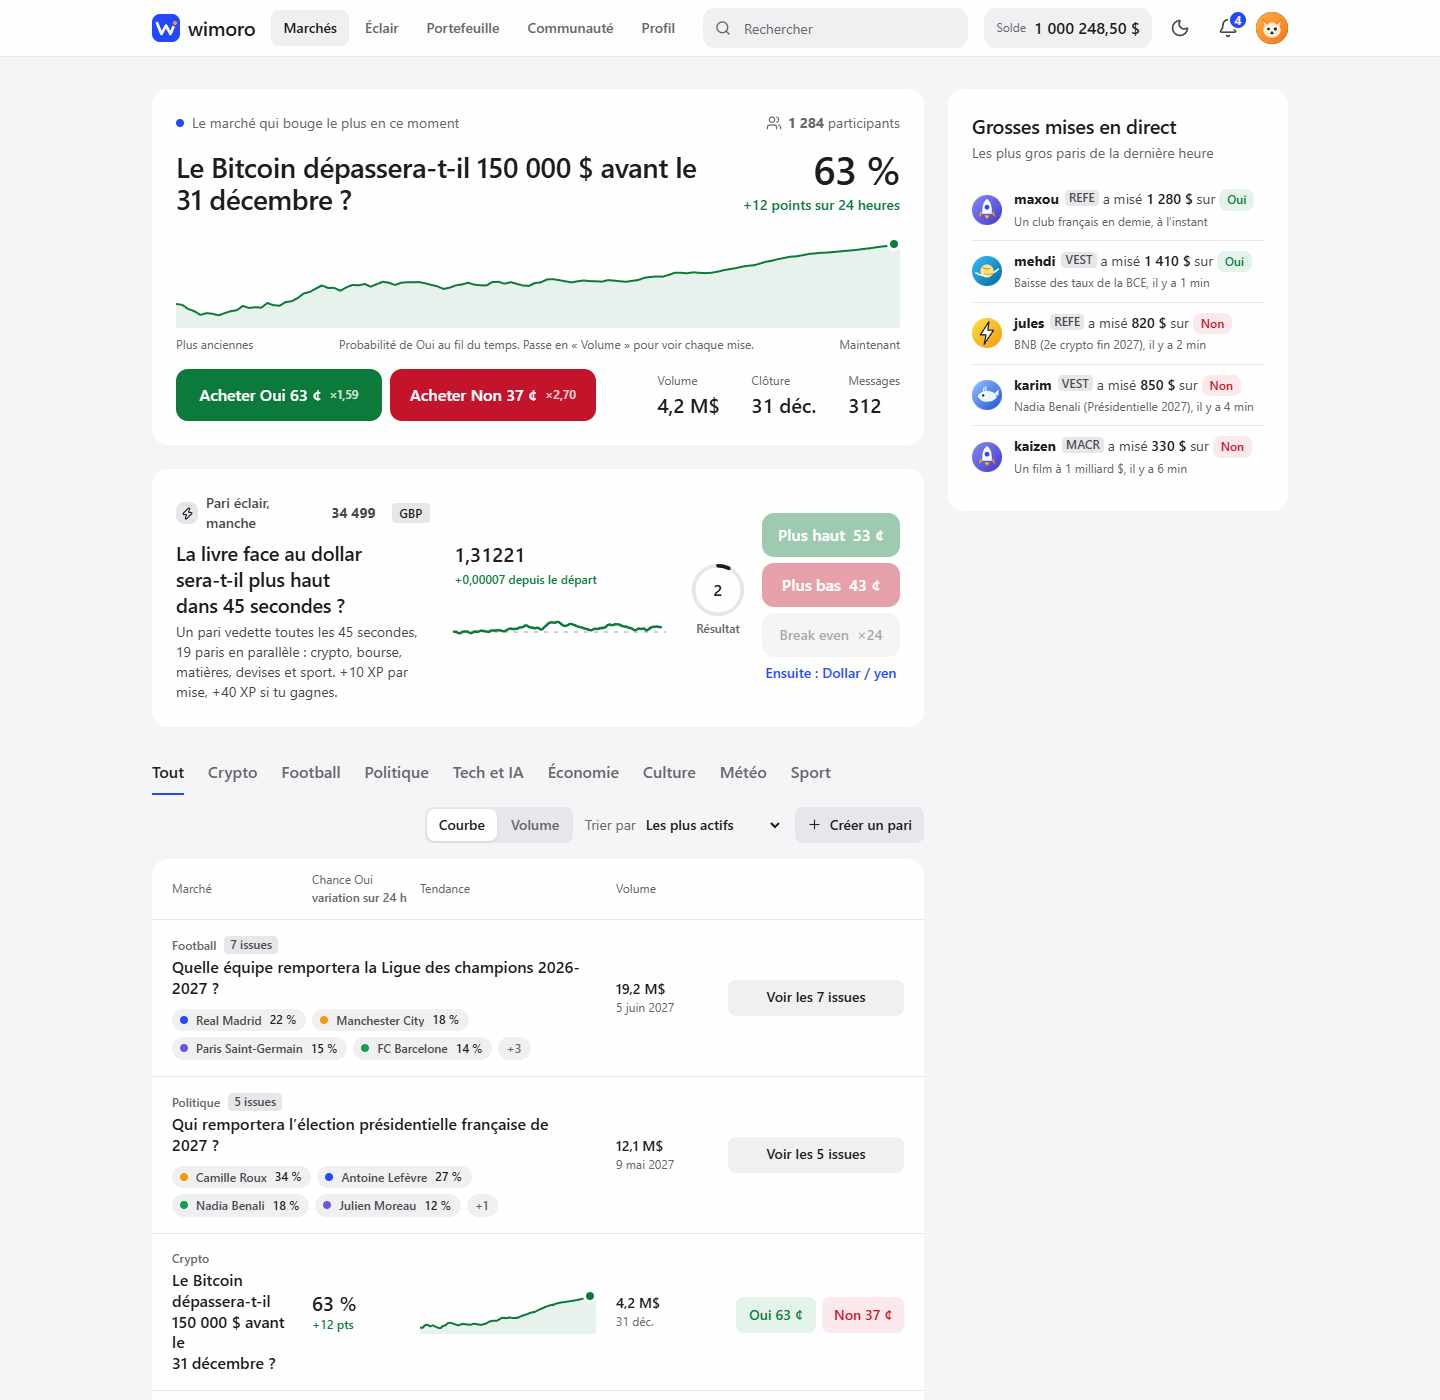 wimoro
Marchés
Éclair
Portefeuille
Communauté
Profil
Rechercher
Solde 1 000 248,50 $
4
Le marché qui bouge le plus en ce moment
1 284 participants
Le Bitcoin dépassera-t-il 150 000 $ avant le
31 décembre ?
63 %
+12 points sur 24 heures
Plus anciennes
Probabilité de Oui au fil du temps. Passe en « Volume » pour voir chaque mise.
Maintenant
Acheter Oui 63 ¢ ×1,59
Acheter Non 37 ¢ ×2,70
Volume
4,2 M$
Clôture
31 déc.
Messages
312
Grosses mises en direct
Les plus gros paris de la dernière heure
maxou REFE a misé 1 280 $ sur Oui
Un club français en demie, à l'instant
mehdi VEST a misé 1 410 $ sur Oui
Baisse des taux de la BCE, il y a 1 min
jules REFE a misé 820 $ sur Non
BNB (2e crypto fin 2027), il y a 2 min
karim VEST a misé 850 $ sur Non
Nadia Benali (Présidentielle 2027), il y a 4 min
kaizen MACR a misé 330 $ sur Non
Un film à 1 milliard $, il y a 6 min
Pari éclair,
manche
34 499
GBP
La livre face au dollar
sera-t-il plus haut
dans 45 secondes ?
Un pari vedette toutes les 45 secondes,
19 paris en parallèle : crypto, bourse,
matières, devises et sport. +10 XP par
mise, +40 XP si tu gagnes.
1,31221
+0,00007 depuis le départ
2
Résultat
Plus haut 53 ¢
Plus bas 43 ¢
Break even ×24
Ensuite : Dollar / yen
Tout
Crypto
Football
Politique
Tech et IA
Économie
Culture
Météo
Sport
Courbe
Volume
Trier par Les plus actifs
+ Créer un pari
Marché
Chance Oui
variation sur 24 h
Tendance
Volume
Football 7 issues
Quelle équipe remportera la Ligue des champions 2026-
2027 ?
Real Madrid 22 %
Manchester City 18 %
Paris Saint-Germain 15 %
FC Barcelone 14 %
+3
19,2 M$
5 juin 2027
Voir les 7 issues
Politique 5 issues
Qui remportera l'élection présidentielle française de
2027 ?
Camille Roux 34 %
Antoine Lefèvre 27 %
Nadia Benali 18 %
Julien Moreau 12 %
+1
12,1 M$
9 mai 2027
Voir les 5 issues
Crypto
Le Bitcoin
dépassera-t-il
150 000 $ avant
le
31 décembre ?
63 %
+12 pts
4,2 M$
31 déc.
Oui 63 ¢
Non 37 ¢